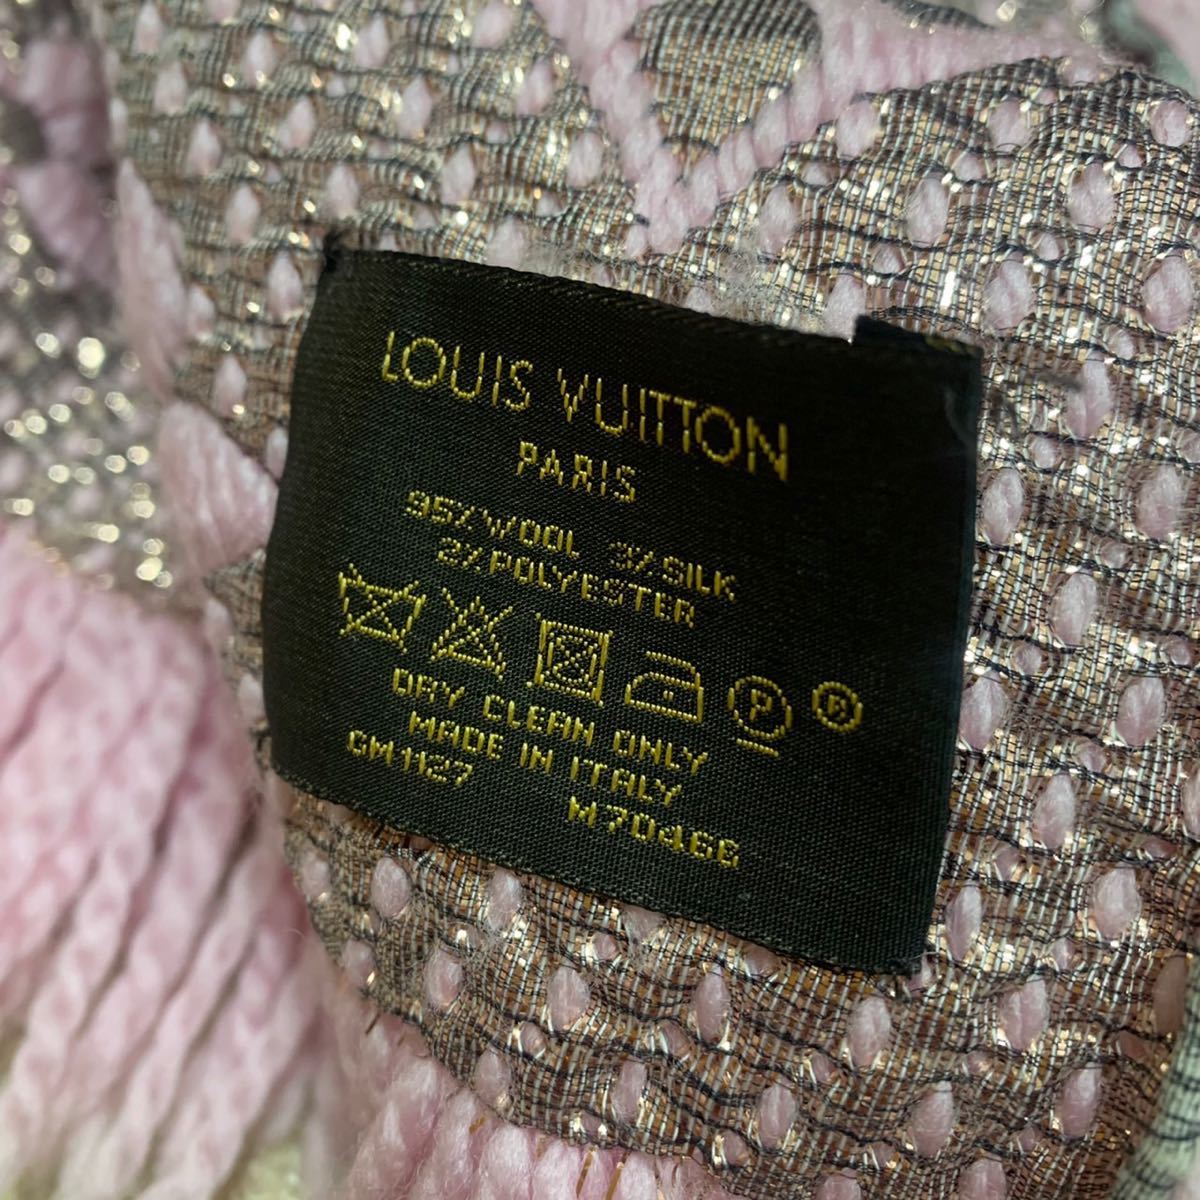 LOUIS VUITTON
PARIS
95% WOOL 3% SILK
2% POLYESTER
P ®
DRY CLEAN ONLY
MADE IN ITALY
GM1127 M70466